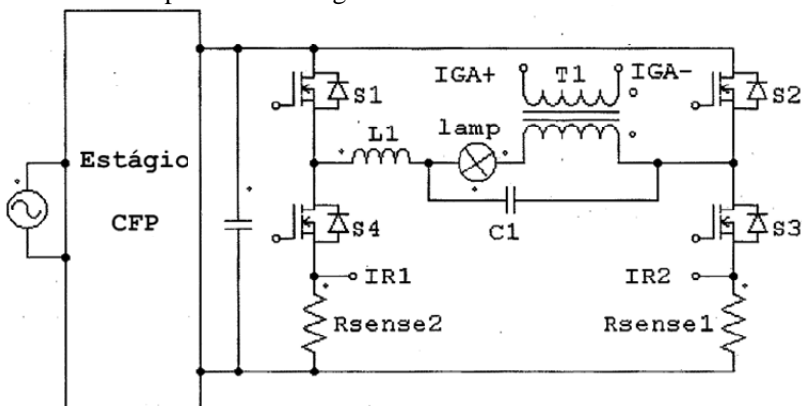 IGA+
T1
IGA-
S1
S2
L1
lamp
Estágio
CFP
C1
S4
S3
IR1
IR2
Rsense2
Rsense1